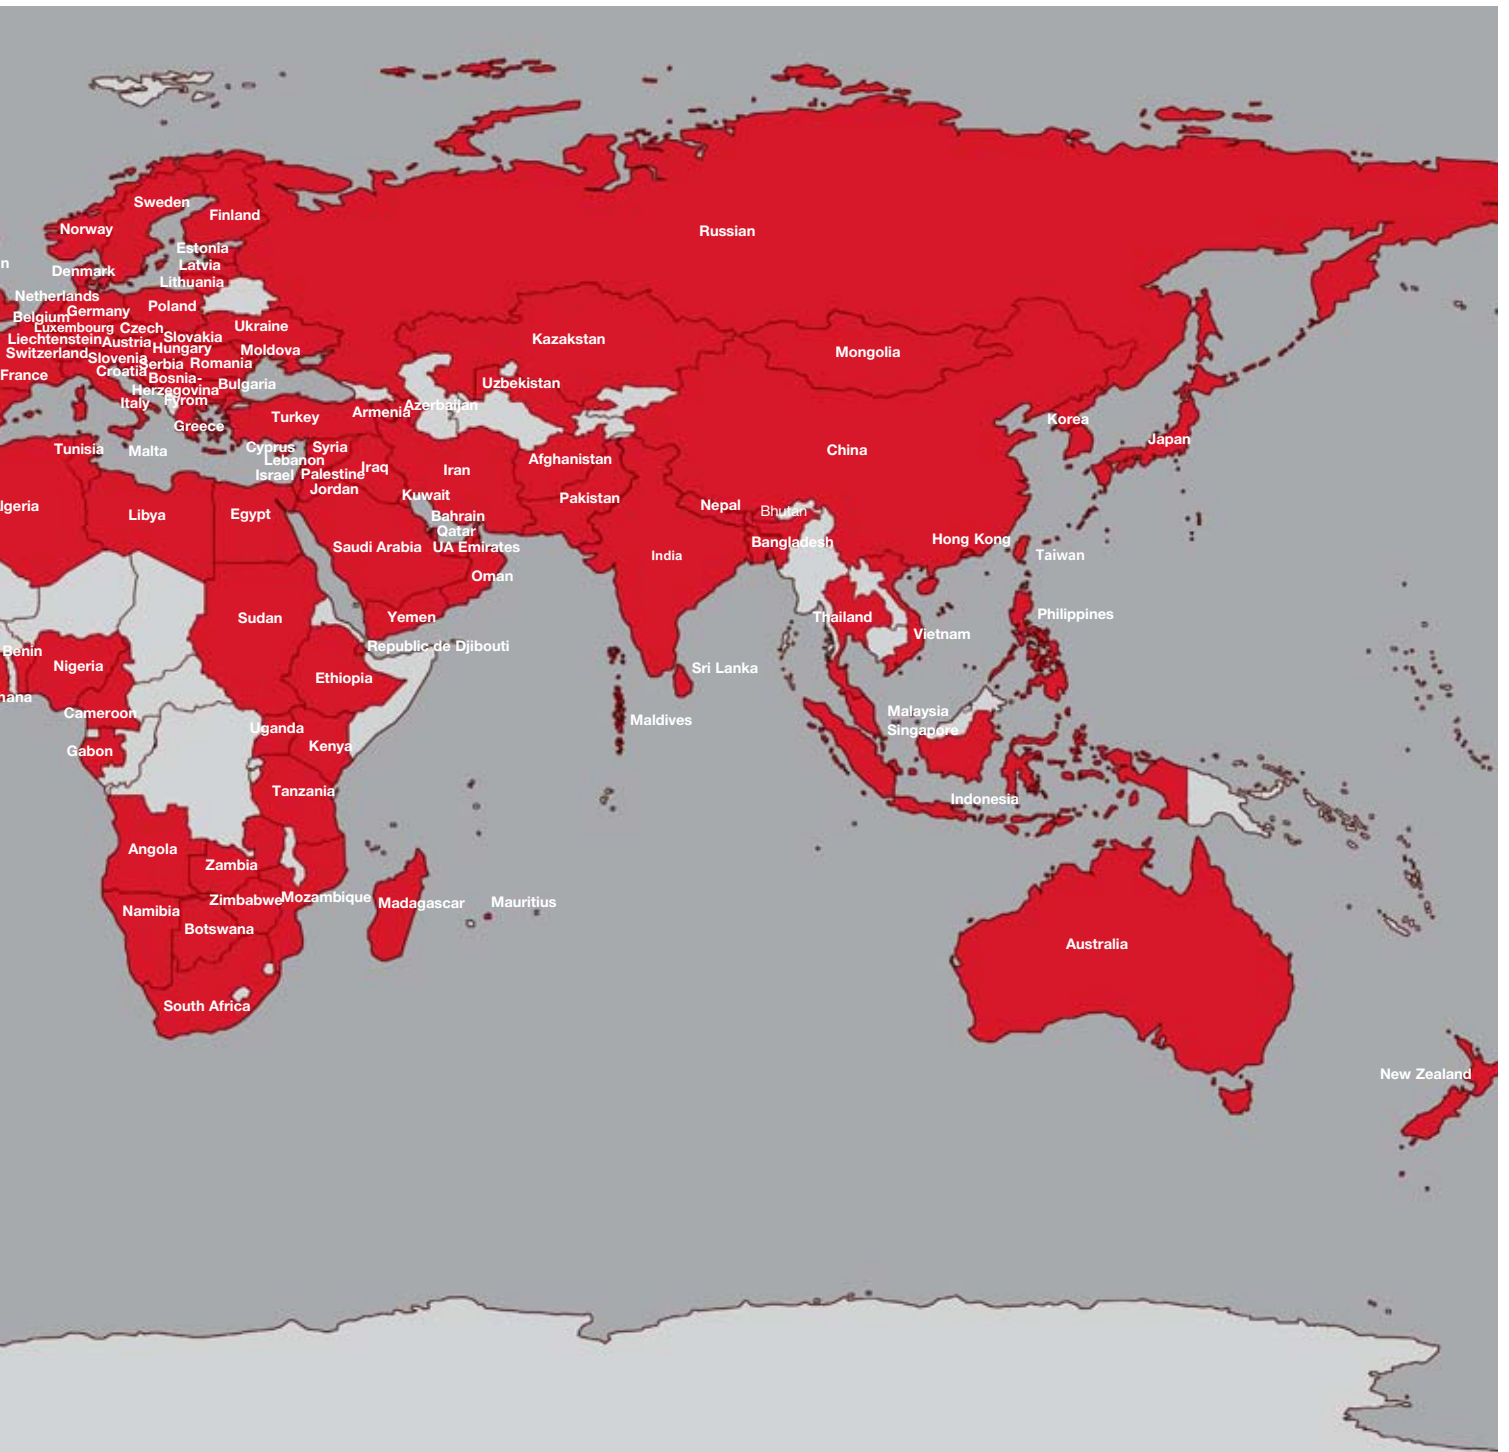 Sweden
Finland
Norway
Russian
Estonia
n
Latvia
Denmark
Lithuania
Netherlands
Poland
Germany
Belgium
Luxembourg
Czech
Ukraine
Liechtenstein
Austria
Slovakia
Kazakstan
Switzerland
Hungary
Moldova
Mongolia
Slovenia
Serbia
Romania
Croatia
France
Bosnia-
Herzegovina
Bulgaria
Uzbekistan
Italy
Fyrom
Armenia
Azerbaijan
Turkey
Greece
Korea
Japan
Tunisia
Malta
Cyprus
Syria
China
Lebanon
Afghanistan
Israel
Palestine
Iraq
Iran
Jordan
Kuwait
Pakistan
Nepal
Bhutan
lgeria
Libya
Egypt
Bahrain
Qatar
Saudi Arabia
UA Emirates
India
Bangladesh
Hong Kong
Taiwan
Oman
Sudan
Yemen
Thailand
Philippines
Vietnam
Benin
Nigeria
Republic de Djibouti
Ethiopia
Sri Lanka
hana
Cameroon
Uganda
Maldives
Malaysia
Singapore
Gabon
Kenya
Tanzania
Indonesia
Angola
Zambia
Zimbabwe
Mozambique
Madagascar
Mauritius
Namibia
Botswana
Australia
South Africa
New Zealand